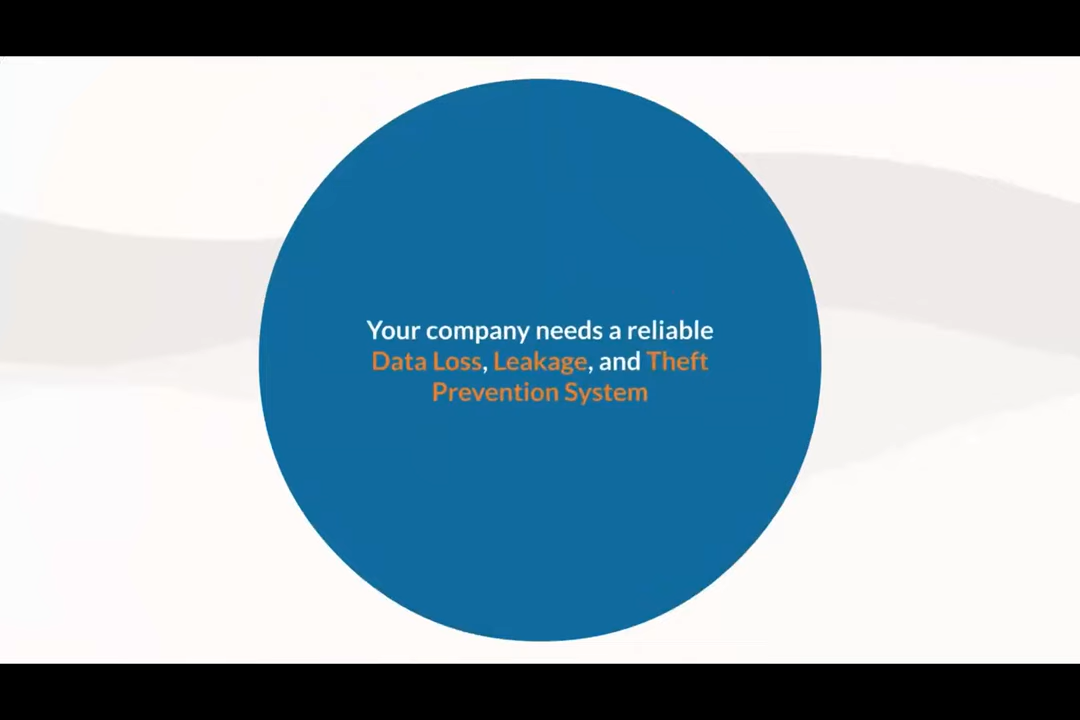 Your company needs a reliable
Data Loss, Leakage, and Theft
Prevention System